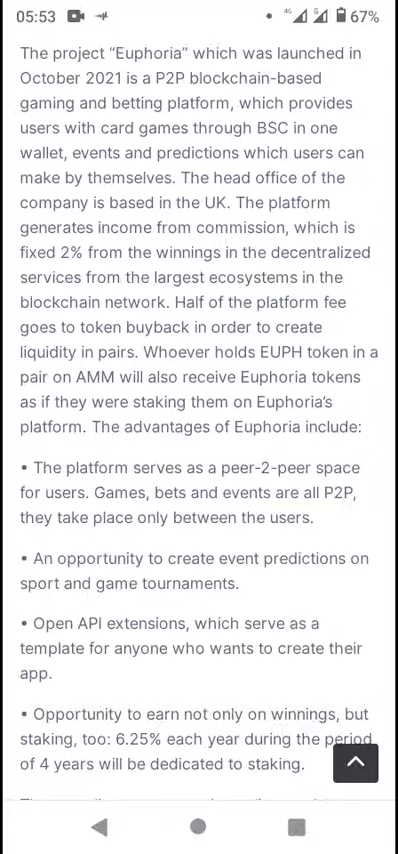 05:53 4G G 67%
The project “Euphoria” which was launched in
October 2021 is a P2P blockchain-based
gaming and betting platform, which provides
users with card games through BSC in one
wallet, events and predictions which users can
make by themselves. The head office of the
company is based in the UK. The platform
generates income from commission, which is
fixed 2% from the winnings in the decentralized
services from the largest ecosystems in the
blockchain network. Half of the platform fee
goes to token buyback in order to create
liquidity in pairs. Whoever holds EUPH token in a
pair on AMM will also receive Euphoria tokens
as if they were staking them on Euphoria’s
platform. The advantages of Euphoria include:
• The platform serves as a peer-2-peer space
for users. Games, bets and events are all P2P,
they take place only between the users.
• An opportunity to create event predictions on
sport and game tournaments.
• Open API extensions, which serve as a
template for anyone who wants to create their
app.
• Opportunity to earn not only on winnings, but
staking, too: 6.25% each year during the period
of 4 years will be dedicated to staking.